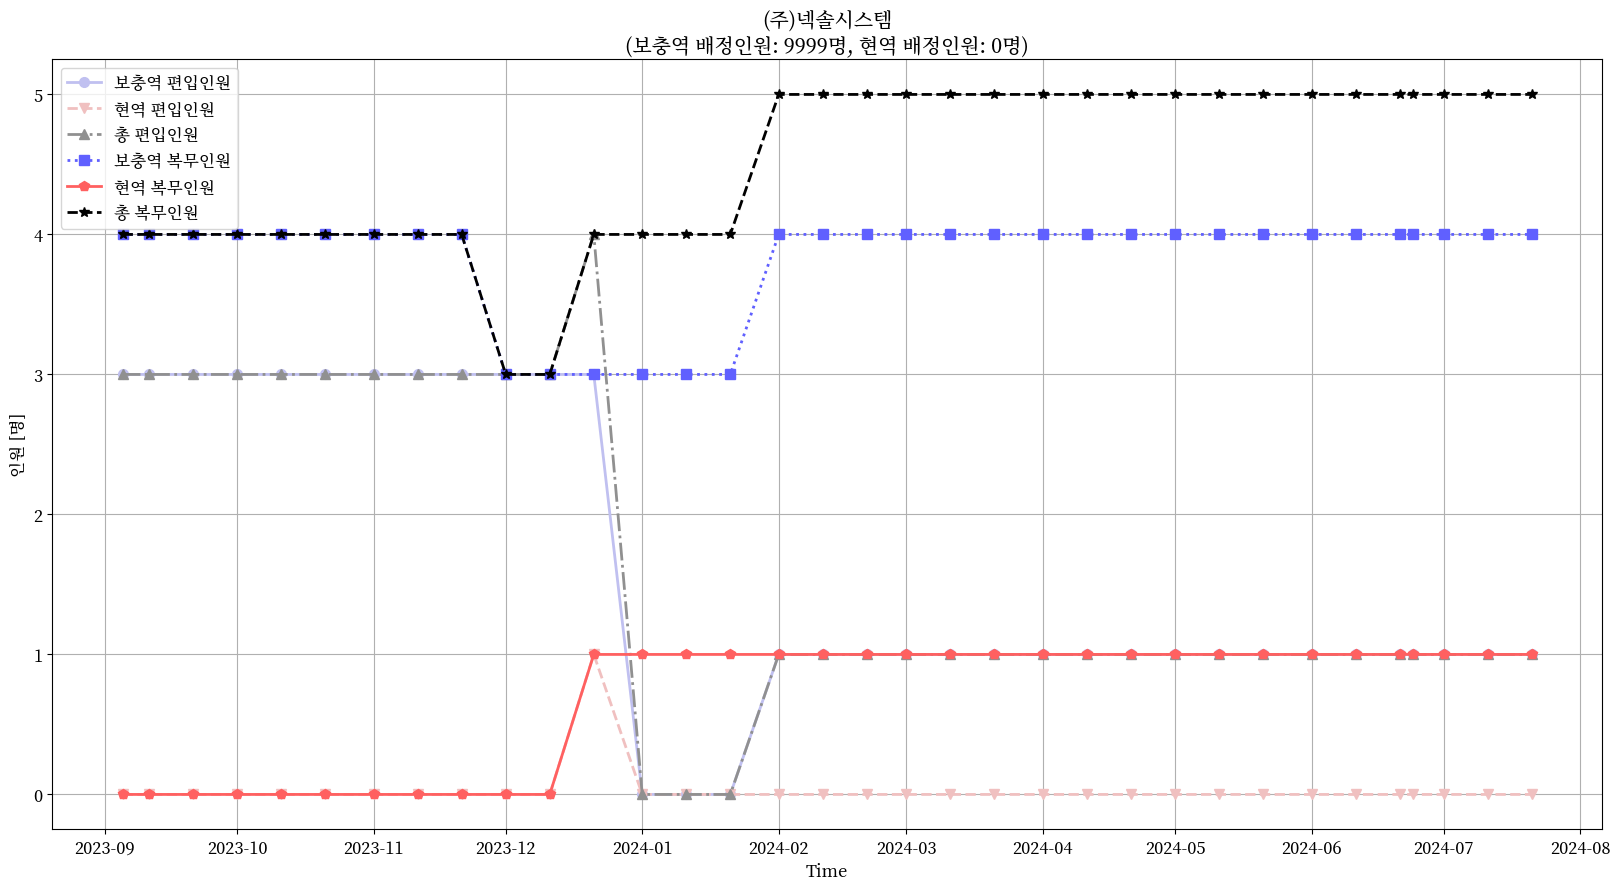 (주)넥솔시스템
(보충역 배정인원: 9999명, 현역 배정인원: 0명)
보충역 편입인원
현역 편입인원
총 편입인원
보충역 복무인원
현역 복무인원
총 복무인원
인원 [명]
5
4
3
2
1
0
2023-09
2023-10
2023-11
2023-12
2024-01
2024-02
2024-03
2024-04
2024-05
2024-06
2024-07
2024-08
Time